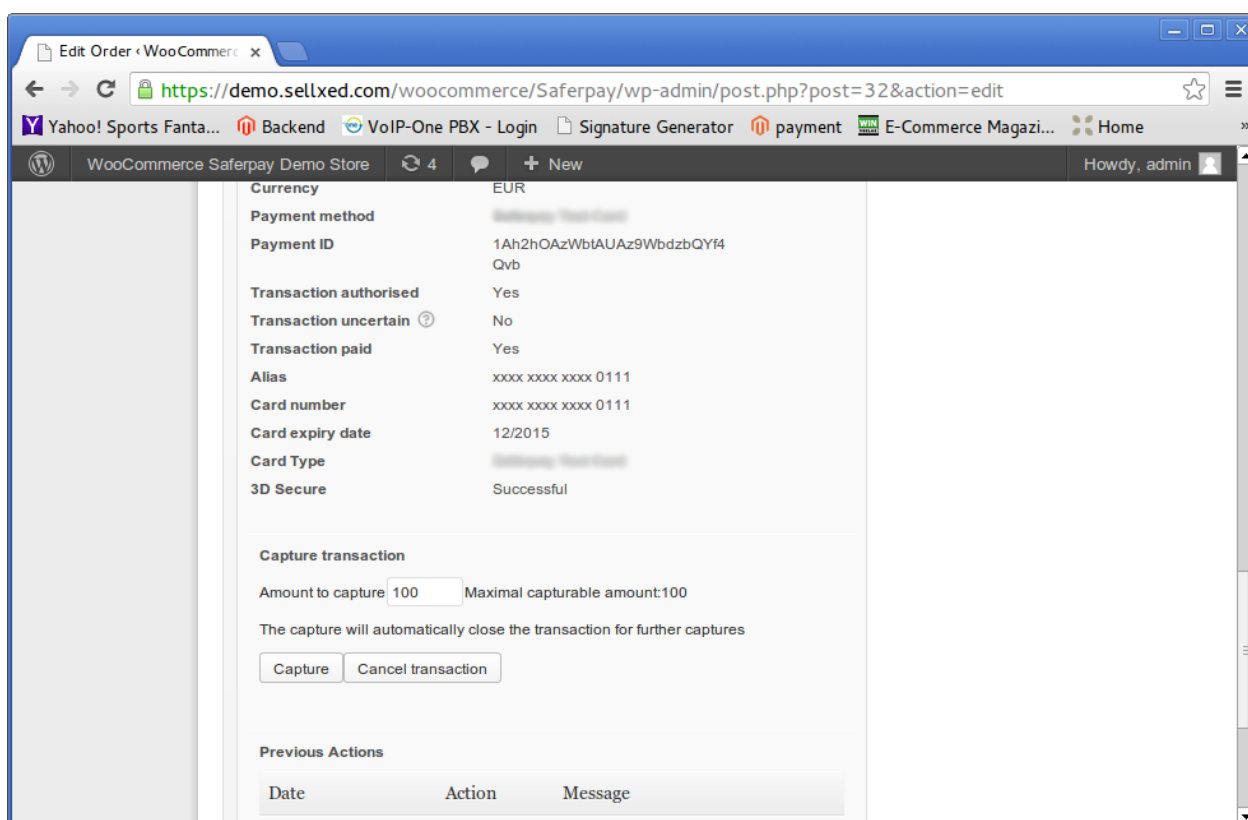 Edit Order ‹ WooCommerc
https://demo.sellxed.com/woocommerce/Saferpay/wp-admin/post.php?post=32&action=edit
Yahoo! Sports Fanta... Backend VoIP-One PBX - Login Signature Generator payment E-Commerce Magazi... Home »
WooCommerce Saferpay Demo Store 4 + New Howdy, admin
Currency EUR
Payment method
Payment ID 1Ah2hOAzWbtAUAz9WbdzbQYf4
Qvb
Transaction authorised Yes
Transaction uncertain ? No
Transaction paid Yes
Alias xxxx xxxx xxxx 0111
Card number xxxx xxxx xxxx 0111
Card expiry date 12/2015
Card Type
3D Secure Successful
Capture transaction
Amount to capture 100 Maximal capturable amount:100
The capture will automatically close the transaction for further captures
Capture Cancel transaction
Previous Actions
Date Action Message